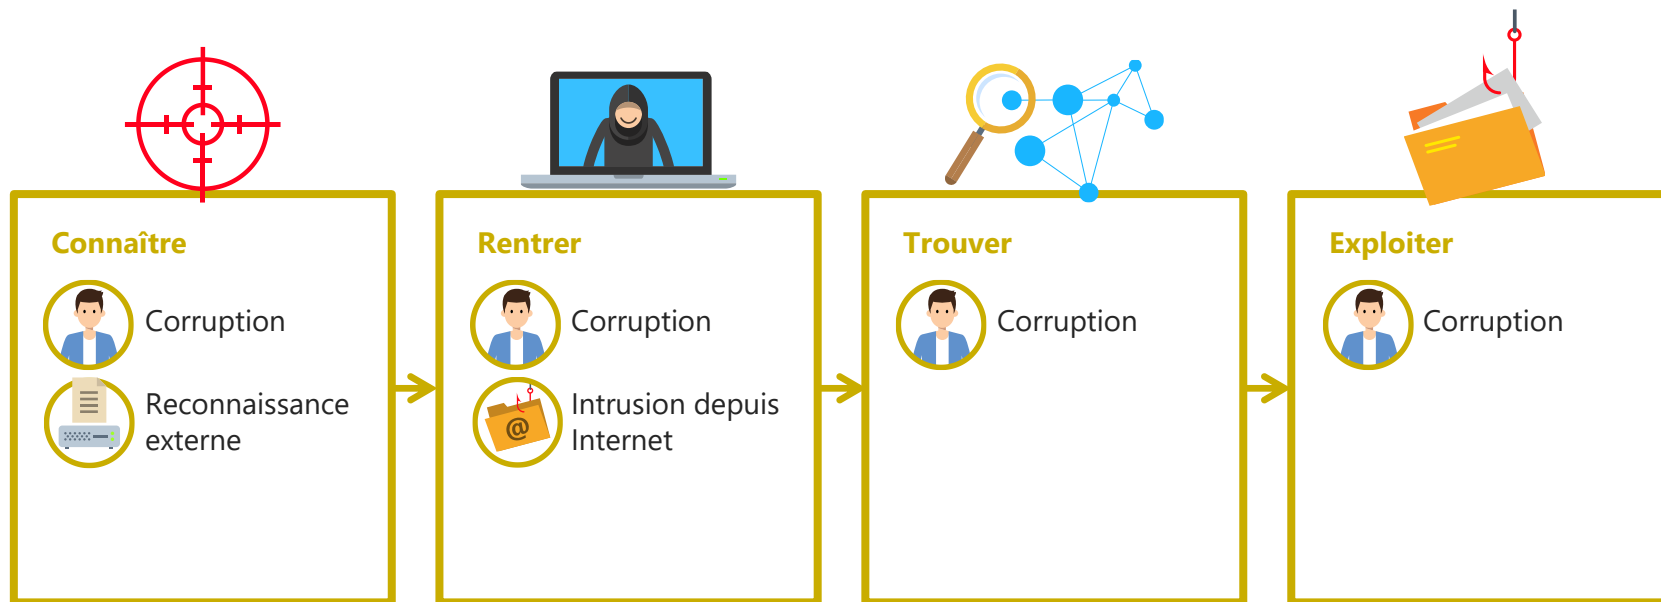 Connaître
Corruption
Reconnaissance
externe
Rentrer
Corruption
@
Intrusion depuis
Internet
Trouver
Corruption
Exploiter
Corruption